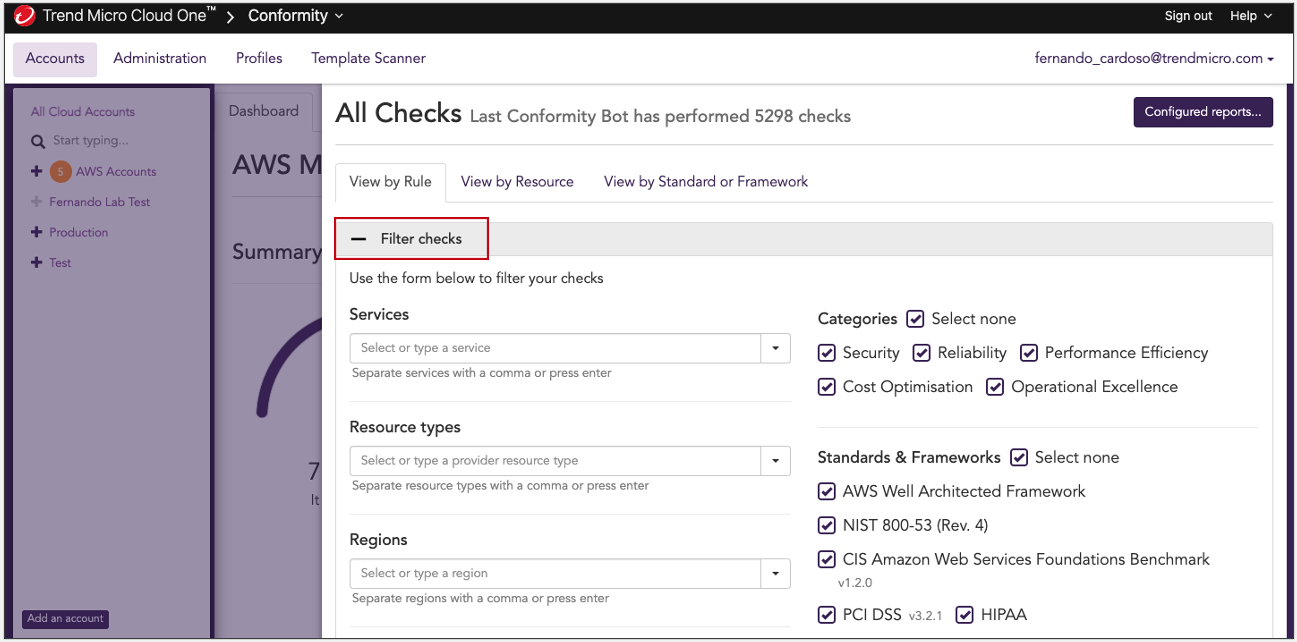 Trend Micro Cloud One™ Conformity Sign out Help
Accounts Administration Profiles Template Scanner fernando_cardoso@trendmicro.com
All Cloud Accounts
Start typing...
5 AWS Accounts
Fernando Lab Test
Production
Test
Add an account
Dashboard
AWS M
Summary
7
It
All Checks Last Conformity Bot has performed 5298 checks Configured reports...
View by Rule View by Resource View by Standard or Framework
Filter checks
Use the form below to filter your checks
Services
Select or type a service
Separate services with a comma or press enter
Resource types
Select or type a provider resource type
Separate resource types with a comma or press enter
Regions
Select or type a region
Separate regions with a comma or press enter
Categories Select none
Security Reliability Performance Efficiency
Cost Optimisation Operational Excellence
Standards & Frameworks Select none
AWS Well Architected Framework
NIST 800-53 (Rev. 4)
CIS Amazon Web Services Foundations Benchmark
v1.2.0
PCI DSS v3.2.1 HIPAA